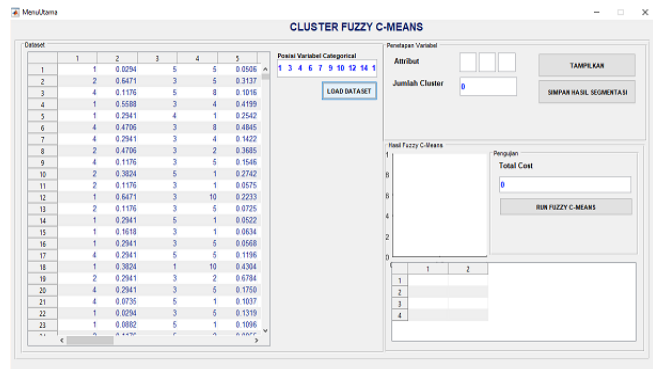 MenuUtama
CLUSTER FUZZY C-MEANS
Dataset
1 2 3 4 5
1 1 0.0294 5 5 0.0506
2 2 0.6471 3 5 0.3137
3 4 0.1176 5 8 0.1016
4 1 0.5588 3 4 0.4199
5 1 0.2941 4 1 0.2542
6 4 0.4706 3 8 0.4845
7 4 0.2941 3 4 0.1422
8 2 0.4706 3 2 0.3685
9 4 0.1176 3 5 0.1546
10 2 0.3824 5 1 0.2742
11 2 0.1176 3 1 0.0575
12 1 0.6471 3 10 0.2233
13 2 0.1176 3 5 0.0725
14 1 0.2941 5 1 0.0522
15 1 0.1618 3 1 0.0634
16 1 0.2941 3 5 0.0568
17 4 0.2941 5 5 0.1196
18 1 0.3824 1 10 0.4304
19 2 0.2941 3 2 0.6784
20 4 0.2941 3 5 0.1750
21 4 0.0735 5 1 0.1037
22 1 0.0294 3 5 0.1319
23 1 0.0882 5 1 0.1096
Posisi Variabel Categorical
1 3 4 6 7 9 10 12 14 1
LOAD DATASET
Penetapan Variabel
Attribut
Jumlah Cluster
0
TAMPILKAN
SIMPAN HASIL SEGMENTASI
Hasil Fuzzy C-Means
1
8
6
4
2
0
Pengujian
Total Cost
0
RUN FUZZY C-MEANS
1 2
1
2
3
4